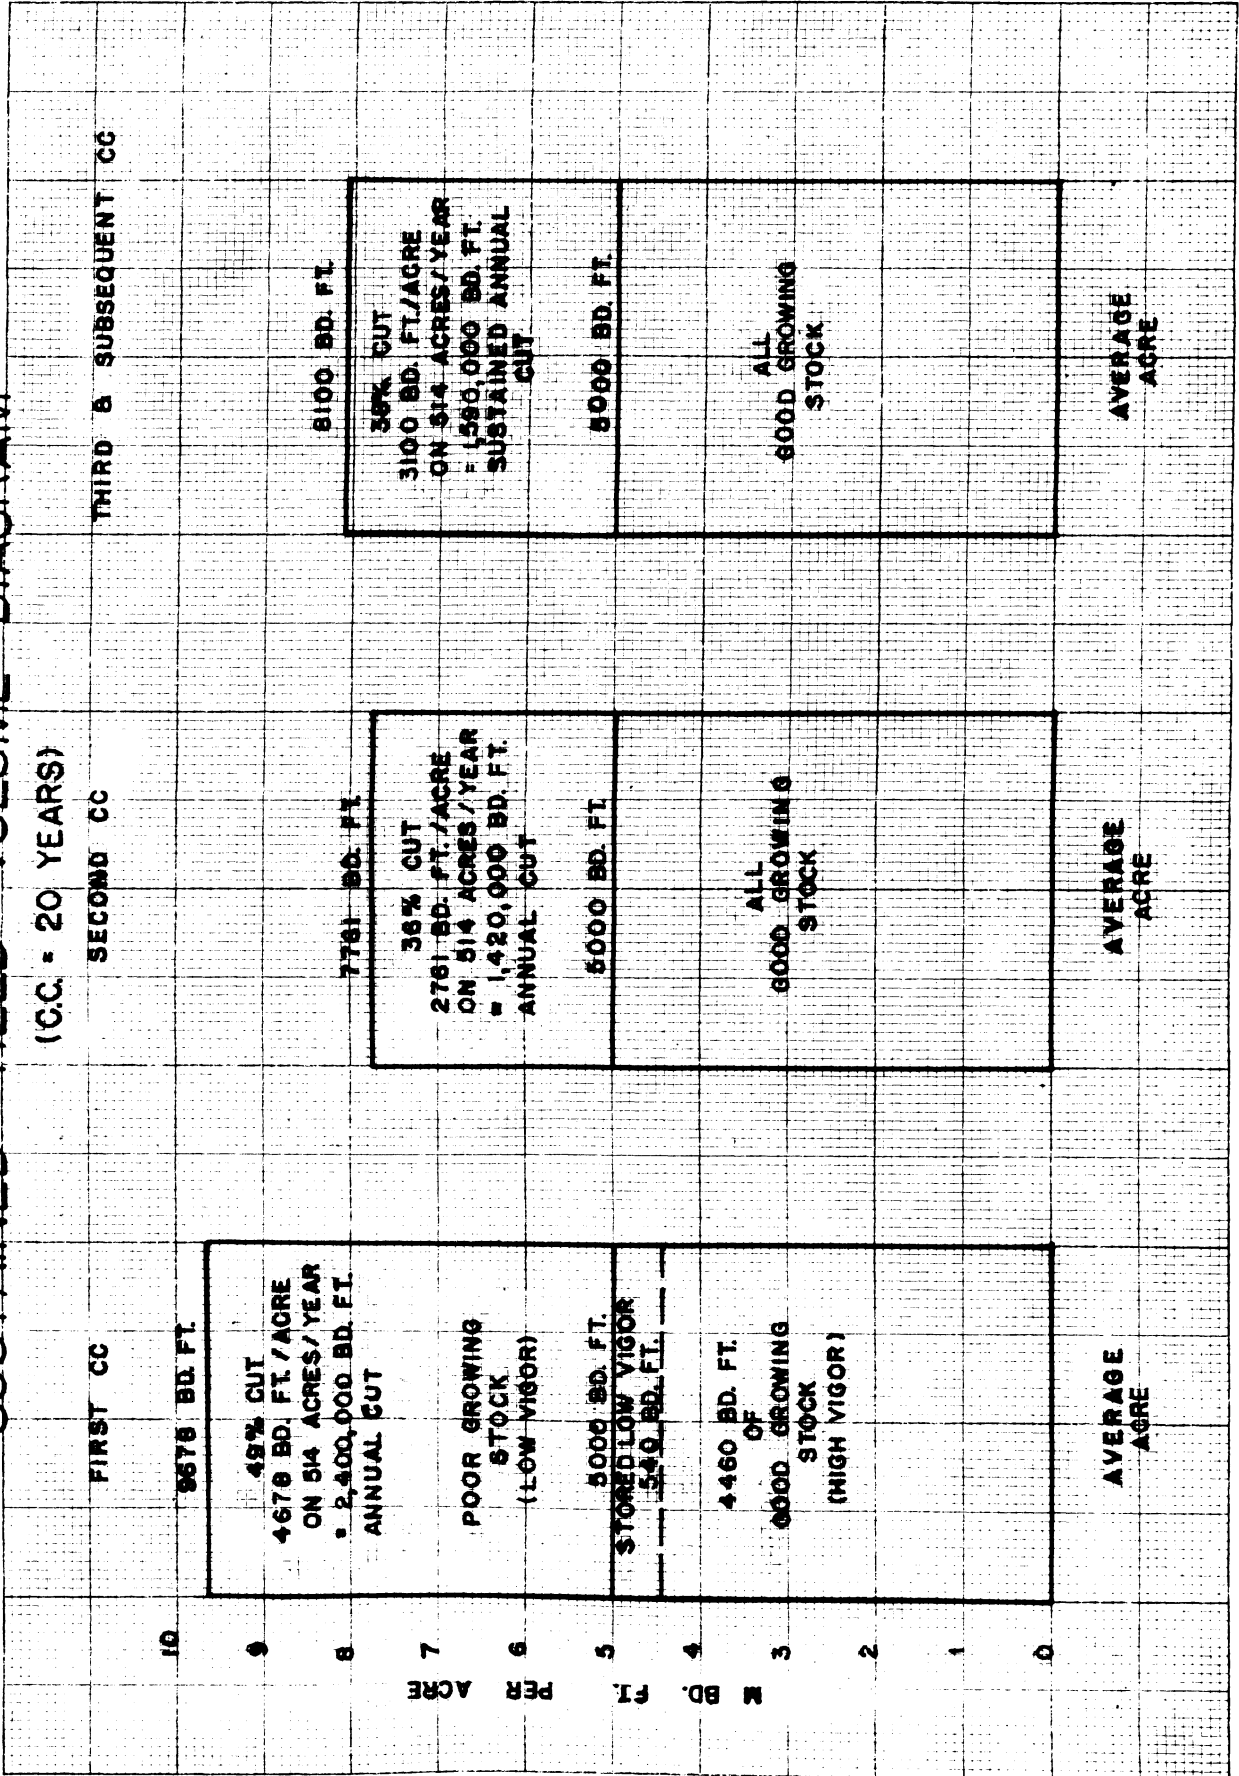 (C.C. = 20 YEARS)
FIRST CC
SECOND CC
THIRD & SUBSEQUENT CC
M BD. FT. PER ACRE
10
9
8
7
6
5
4
3
2
1
0
9678 BD. FT.
49% CUT
4678 BD. FT./ACRE
ON 514 ACRES/YEAR
= 2,400,000 BD. FT.
ANNUAL CUT
POOR GROWING
STOCK
(LOW VIGOR)
5000 BD. FT.
STORED LOW VIGOR
540 BD. FT.
4460 BD. FT.
OF
GOOD GROWING
STOCK
(HIGH VIGOR)
AVERAGE
ACRE
7761 BD. FT.
36% CUT
2761 BD. FT./ACRE
ON 514 ACRES/YEAR
= 1,420,000 BD. FT.
ANNUAL CUT
5000 BD. FT.
ALL
GOOD GROWING
STOCK
AVERAGE
ACRE
8100 BD. FT.
38% CUT
3100 BD. FT./ACRE
ON 514 ACRES/YEAR
= 1,590,000 BD. FT.
SUSTAINED ANNUAL
CUT
5000 BD. FT.
ALL
GOOD GROWING
STOCK
AVERAGE
ACRE